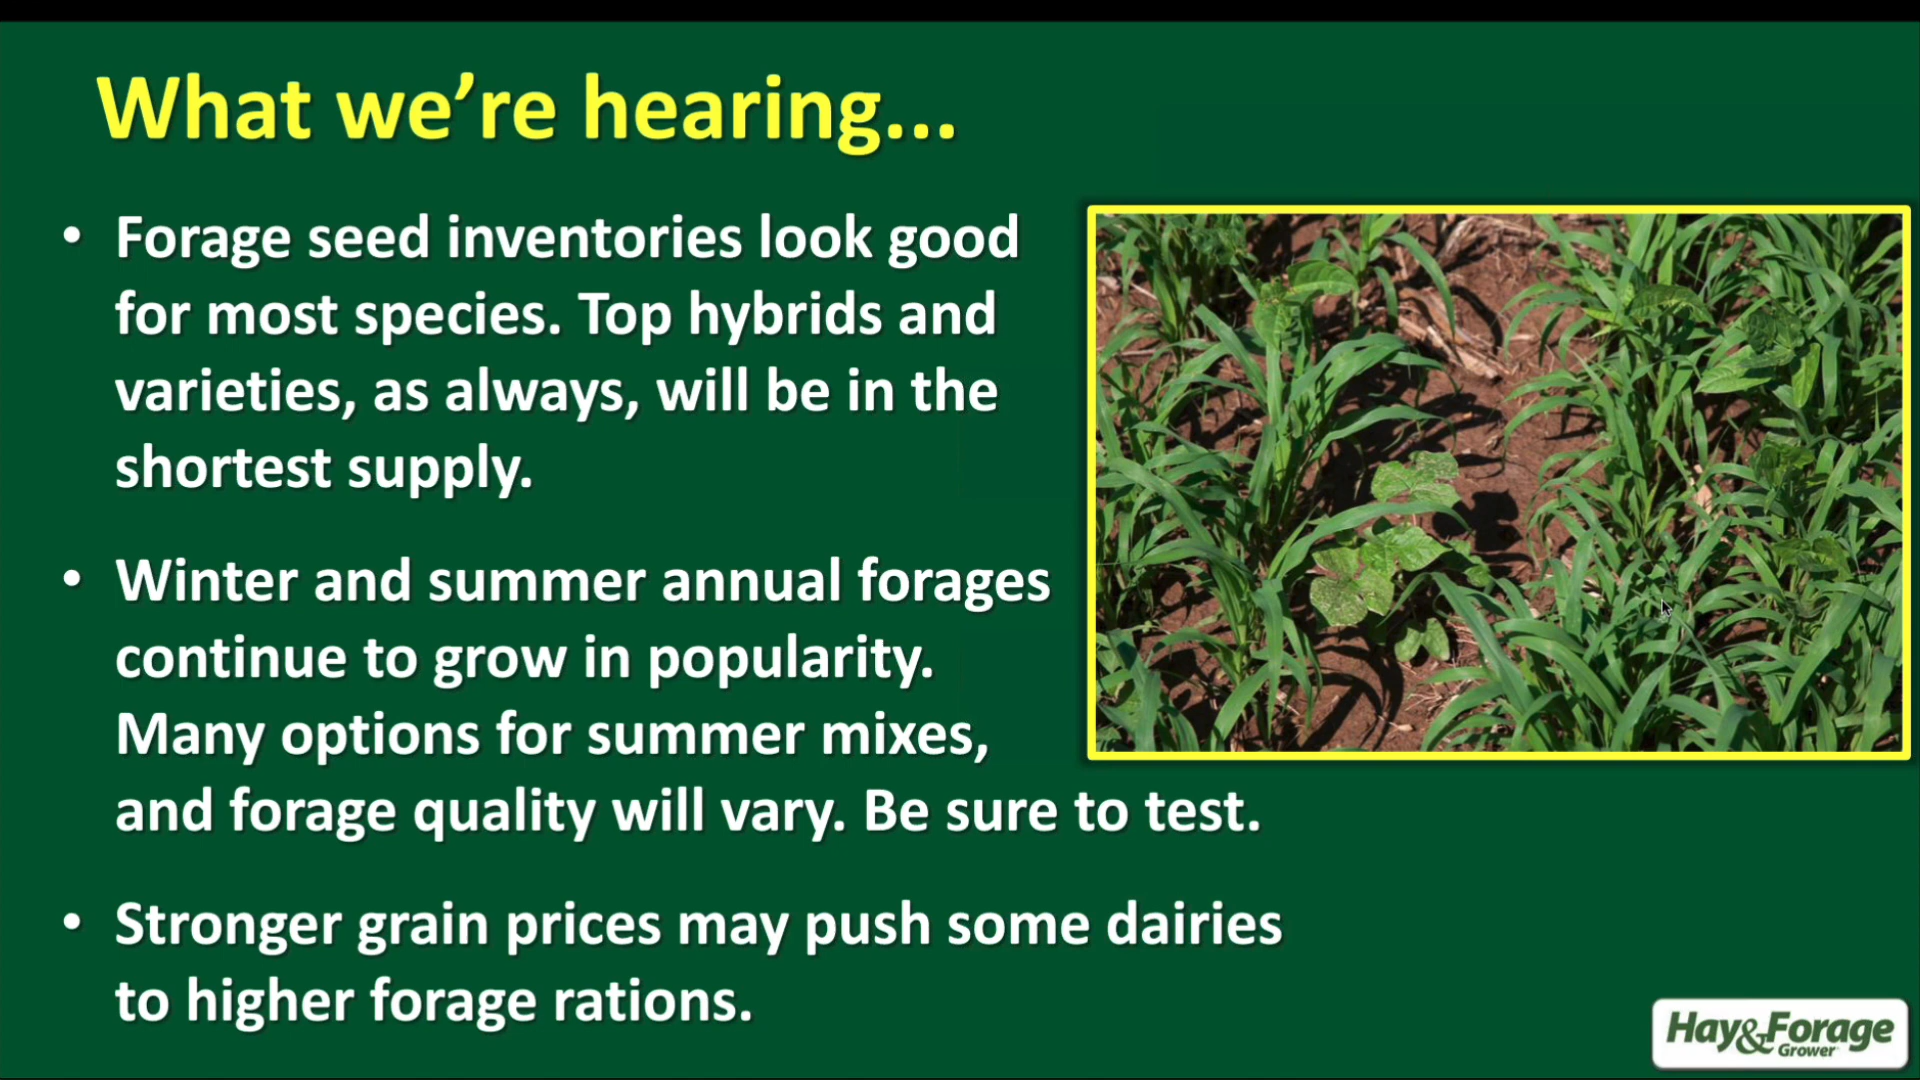 What we’re hearing...
• Forage seed inventories look good
for most species. Top hybrids and
varieties, as always, will be in the
shortest supply.
• Winter and summer annual forages
continue to grow in popularity.
Many options for summer mixes,
and forage quality will vary. Be sure to test.
• Stronger grain prices may push some dairies
to higher forage rations.
Hay&Forage
Grower